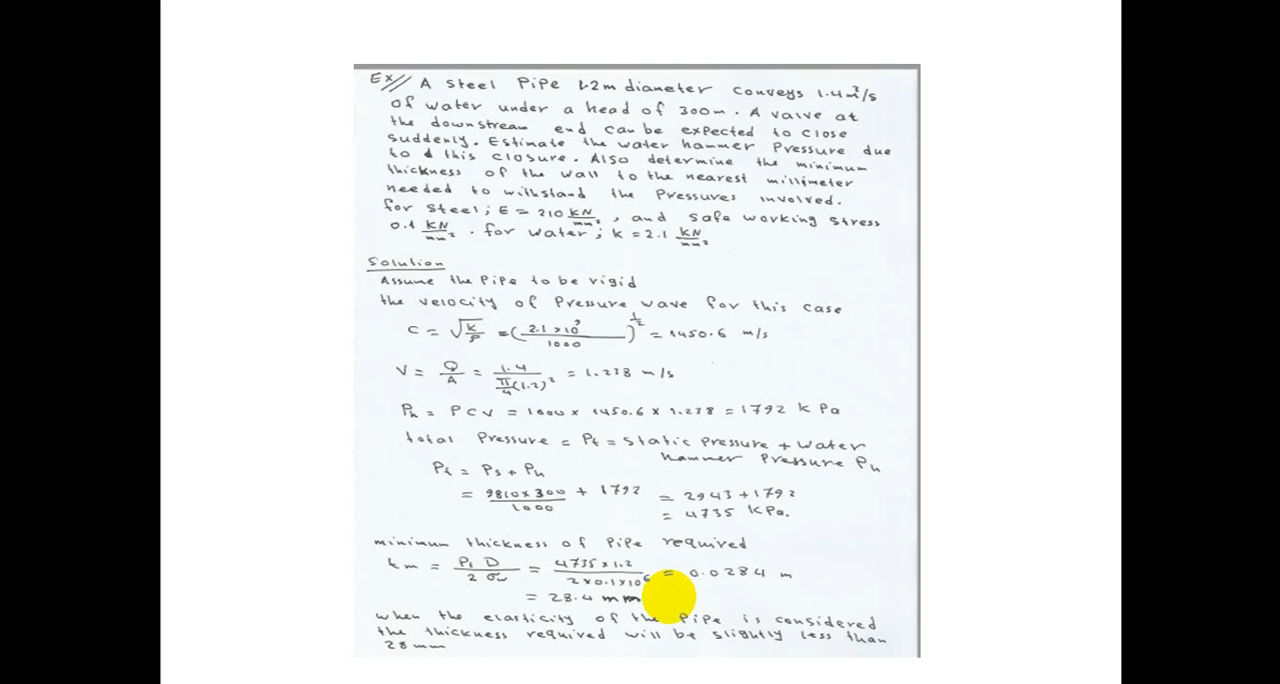 Ex// A steel pipe 1.2m diameter conveys 1.4 m³/s
of water under a head of 300m. A valve at
the downstream end can be expected to close
suddenly. Estimate the water hammer Pressure due
to this closure. Also determine the minimum
thickness of the wall to the nearest millimeter
needed to withstand the Pressures involved.
for steel; E = 210 kN/mm², and safe working stress
0.1 kN/mm². for water; k = 2.1 kN/mm²
Solution
Assume the pipe to be rigid
the velocity of pressure wave for this case
C = √(k/ρ) = (2.1 × 10⁹/1000)^(1/2) = 1450.6 m/s
V = Q/A = 1.4/(π/4 (1.2)²) = 1.238 m/s
Ph = ρCV = 1000 × 1450.6 × 1.238 = 1792 kPa
total Pressure = Pt = static pressure + water
hammer pressure Ph
Pt = Ps + Ph
= 9810 × 300/1000 + 1792 = 2943 + 1792
= 4735 kPa.
minimum thickness of pipe required
tm = Pt D/2σ = 4735 × 1.2/2 × 0.1 × 10⁶ = 0.0284 m
= 28.4 mm
when the elasticity of the pipe is considered
the thickness required will be slightly less than
28 mm